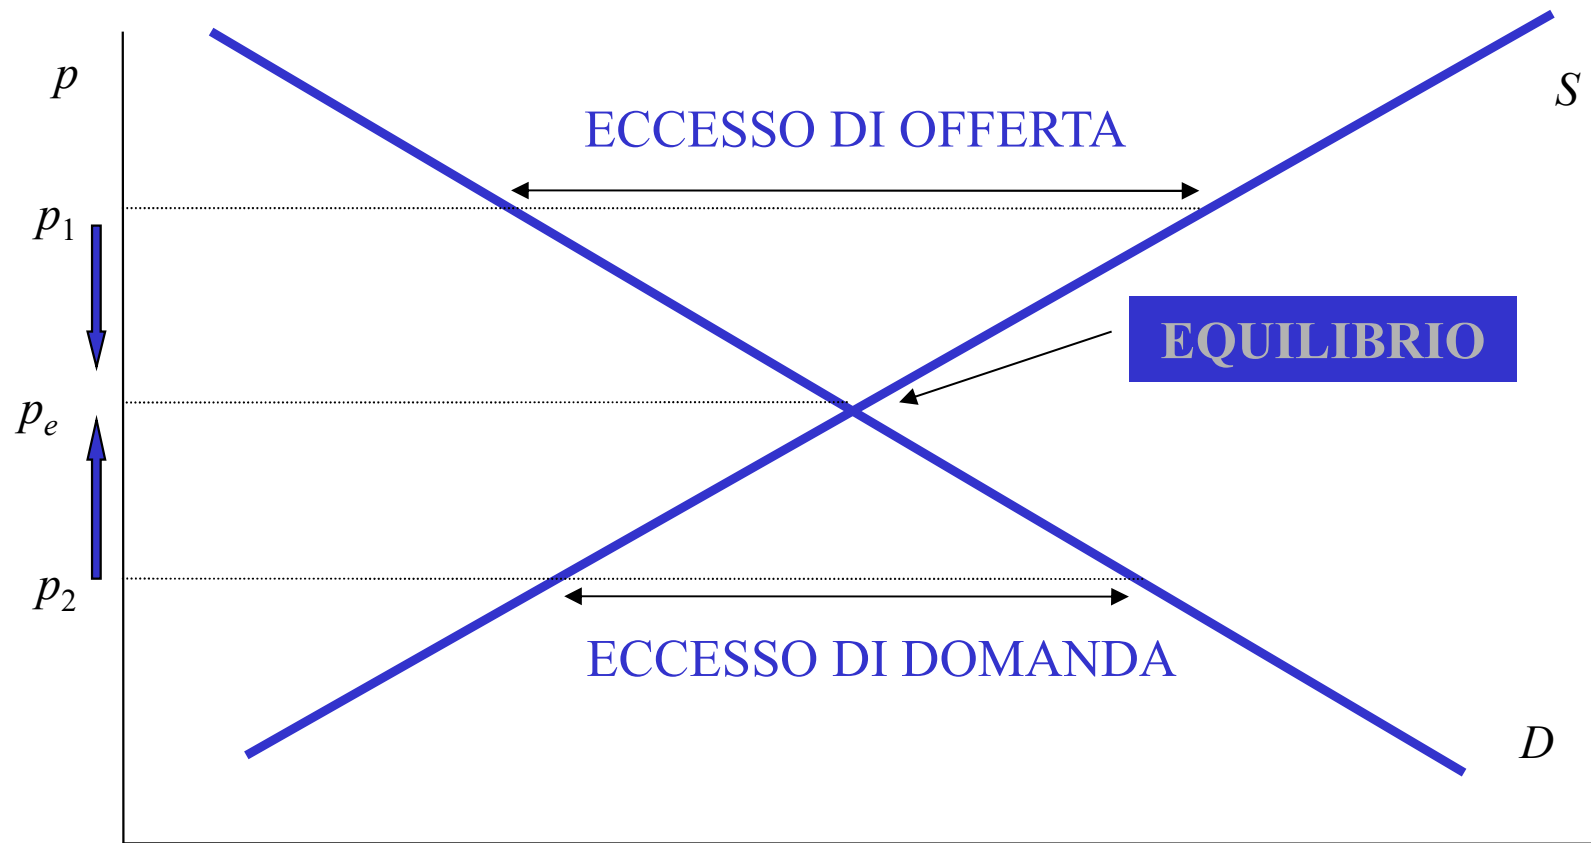 p
S
ECCESSO DI OFFERTA
p₁
EQUILIBRIO
pₑ
p₂
ECCESSO DI DOMANDA
D